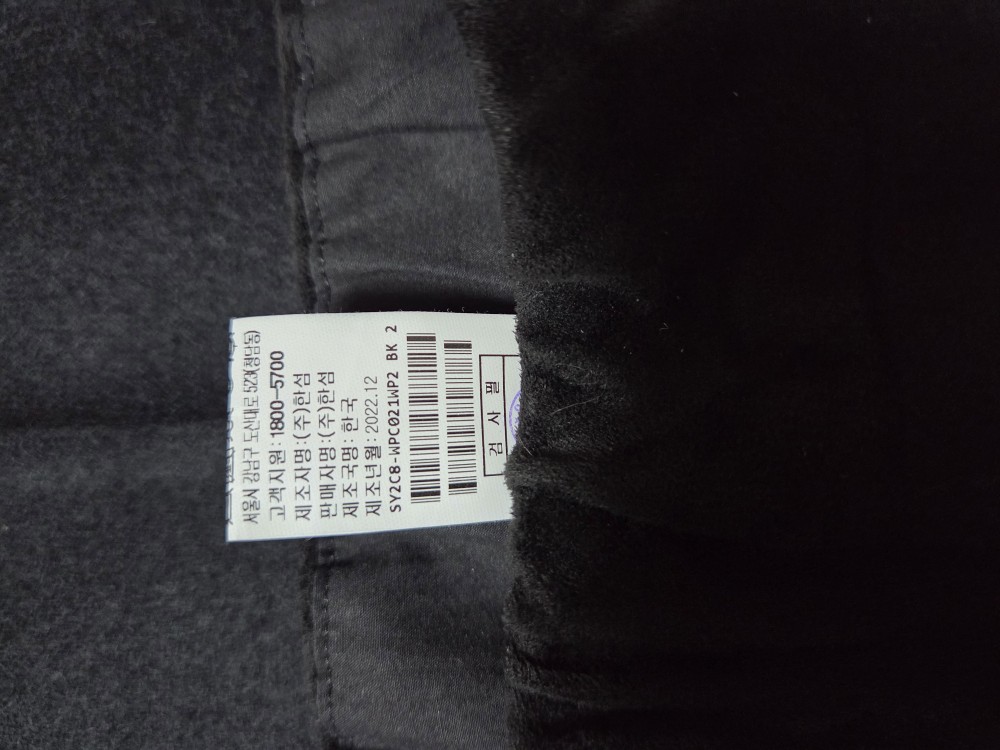 서울시 강남구 도산대로 523(청담동)
고객지원 : 1800-5700
제조자명:(주)한섬
판매자명:(주)한섬
제조국명: 한국
제조년월: 2022.12
SY2C8-WPC021WP2 BK 2
검 사 필